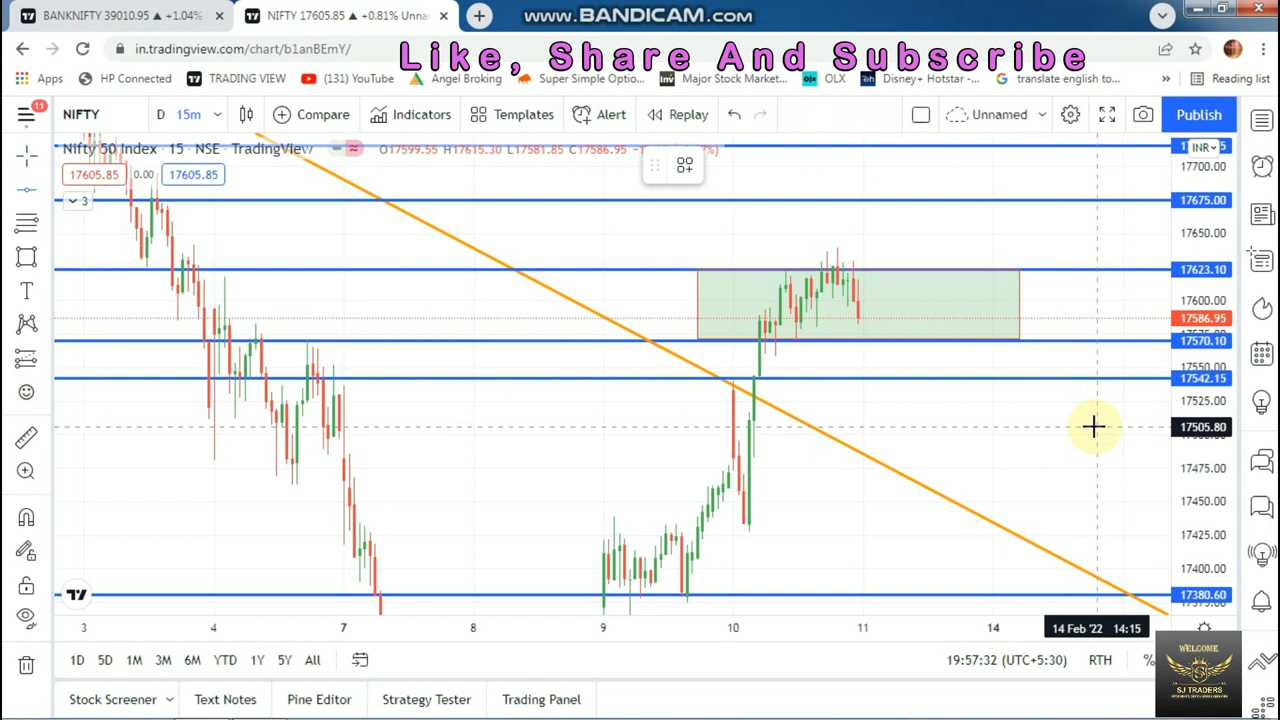 BANKNIFTY 39010.95 ▲ +1.04%
NIFTY 17605.85 ▲ +0.81% Unna
www.BANDICAM.com
in.tradingview.com/chart/b1anBEmY/
Like, Share And Subscribe
Apps
HP Connected
TRADING VIEW
(131) YouTube
Angel Broking
Super Simple Optio...
Major Stock Market...
OLX
Disney+ Hotstar -...
translate english to...
»
Reading list
11
NIFTY
D
15m
Compare
Indicators
Templates
Alert
Replay
Unnamed
Publish
Nifty 50 Index · 15 · NSE · TradingView
O17599.55 H17615.30 L17581.85 C17586.95
INR
17605.85
0.00
17605.85
3
17700.00
17675.00
17650.00
17623.10
17600.00
17586.95
17570.10
17550.00
17542.15
17525.00
17505.80
17475.00
17450.00
17425.00
17400.00
17380.60
3
4
7
8
9
10
11
14
14 Feb '22 14:15
1D
5D
1M
3M
6M
YTD
1Y
5Y
All
19:57:32 (UTC+5:30)
RTH
%
WELCOME
SJ TRADERS
Stock Screener
Text Notes
Pine Editor
Strategy Tester
Trading Panel